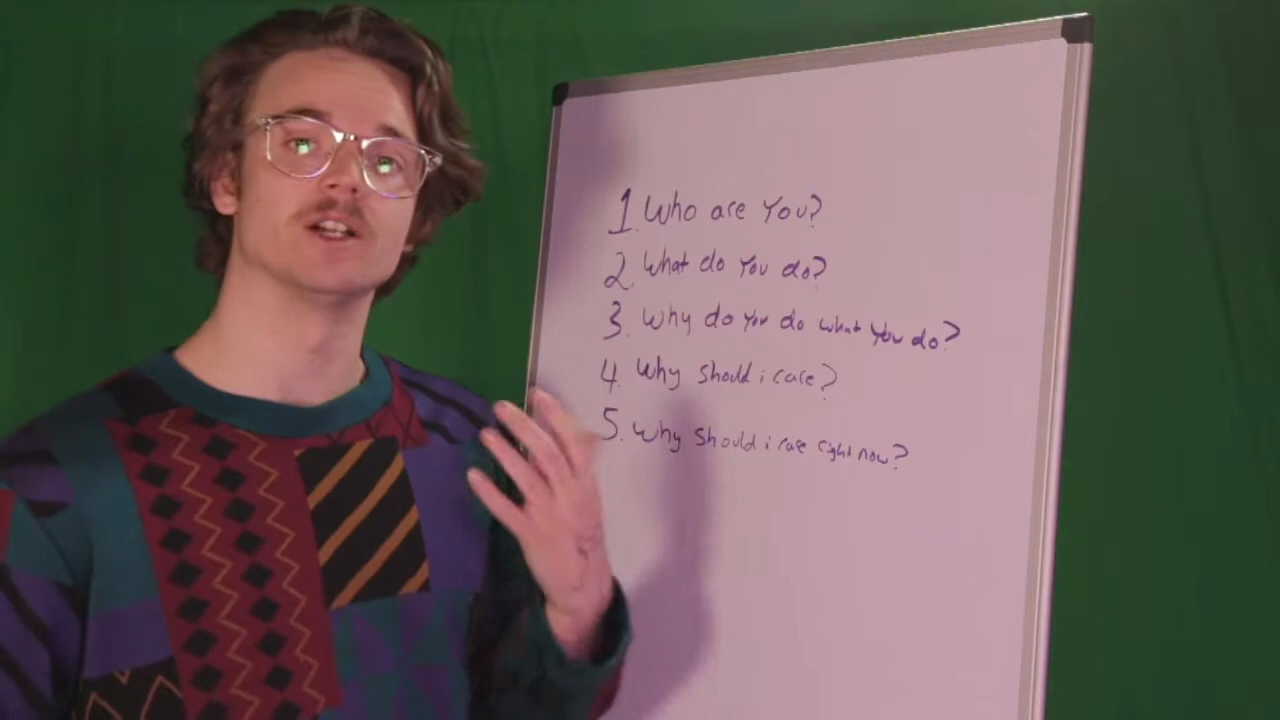 1. Who are You?
2. What do You do?
3. Why do You do what You do?
4. Why should i care?
5. Why should i care right now?